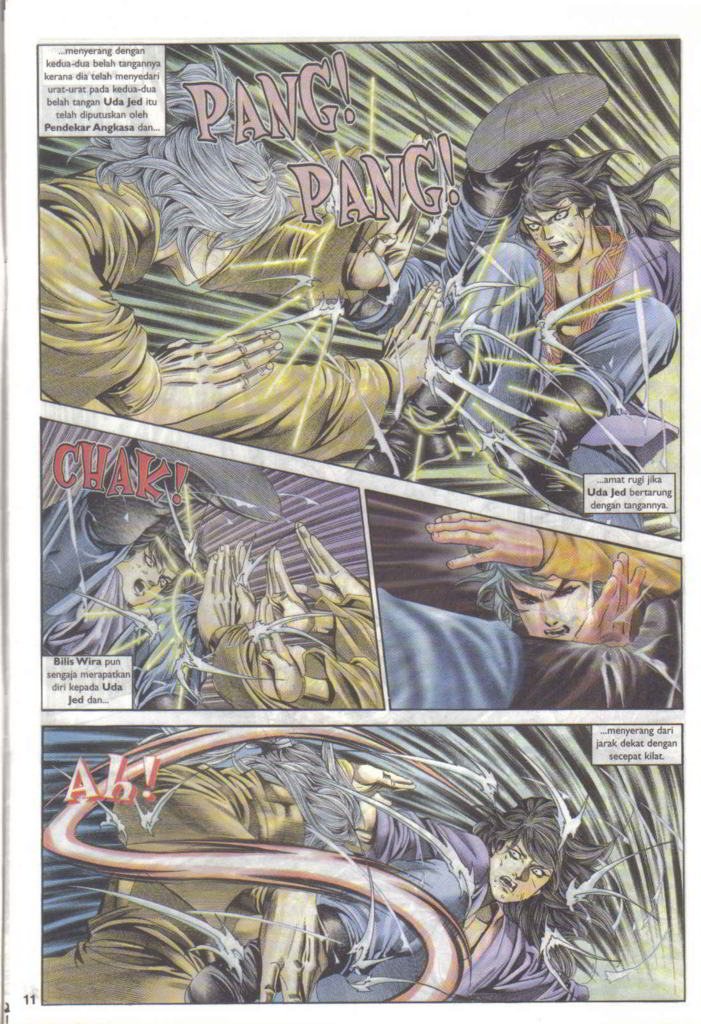 ...menyerang dengan
kedua-dua belah tangannya
kerana dia telah menyedari
urat-urat pada kedua-dua
belah tangan Uda Jed itu
telah diputuskan oleh
Pendekar Angkasa dan...
PANG!
PANG!
...amat rugi jika
Uda Jed bertarung
dengan tangannya.
CHAK!
Bilis Wira pun
sengaja merapatkan
diri kepada Uda
Jed dan...
...menyerang dari
jarak dekat dengan
secepat kilat.
AH!
11